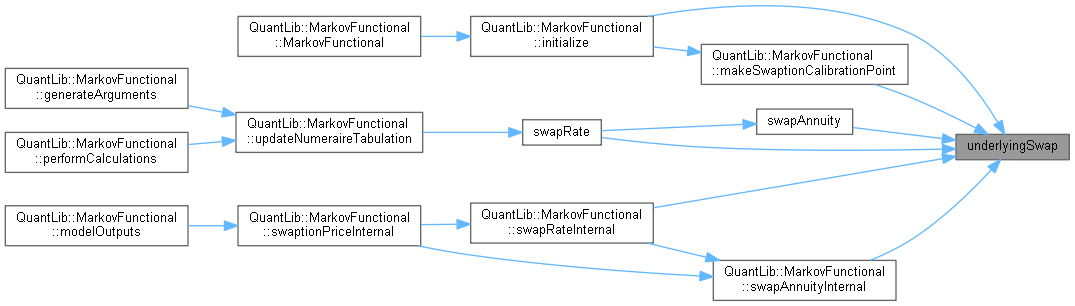 QuantLib::MarkovFunctional
::MarkovFunctional
QuantLib::MarkovFunctional
::initialize
QuantLib::MarkovFunctional
::makeSwaptionCalibrationPoint
QuantLib::MarkovFunctional
::generateArguments
QuantLib::MarkovFunctional
::updateNumeraireTabulation
swapRate
swapAnnuity
underlyingSwap
QuantLib::MarkovFunctional
::performCalculations
QuantLib::MarkovFunctional
::modelOutputs
QuantLib::MarkovFunctional
::swaptionPriceInternal
QuantLib::MarkovFunctional
::swapRateInternal
QuantLib::MarkovFunctional
::swapAnnuityInternal